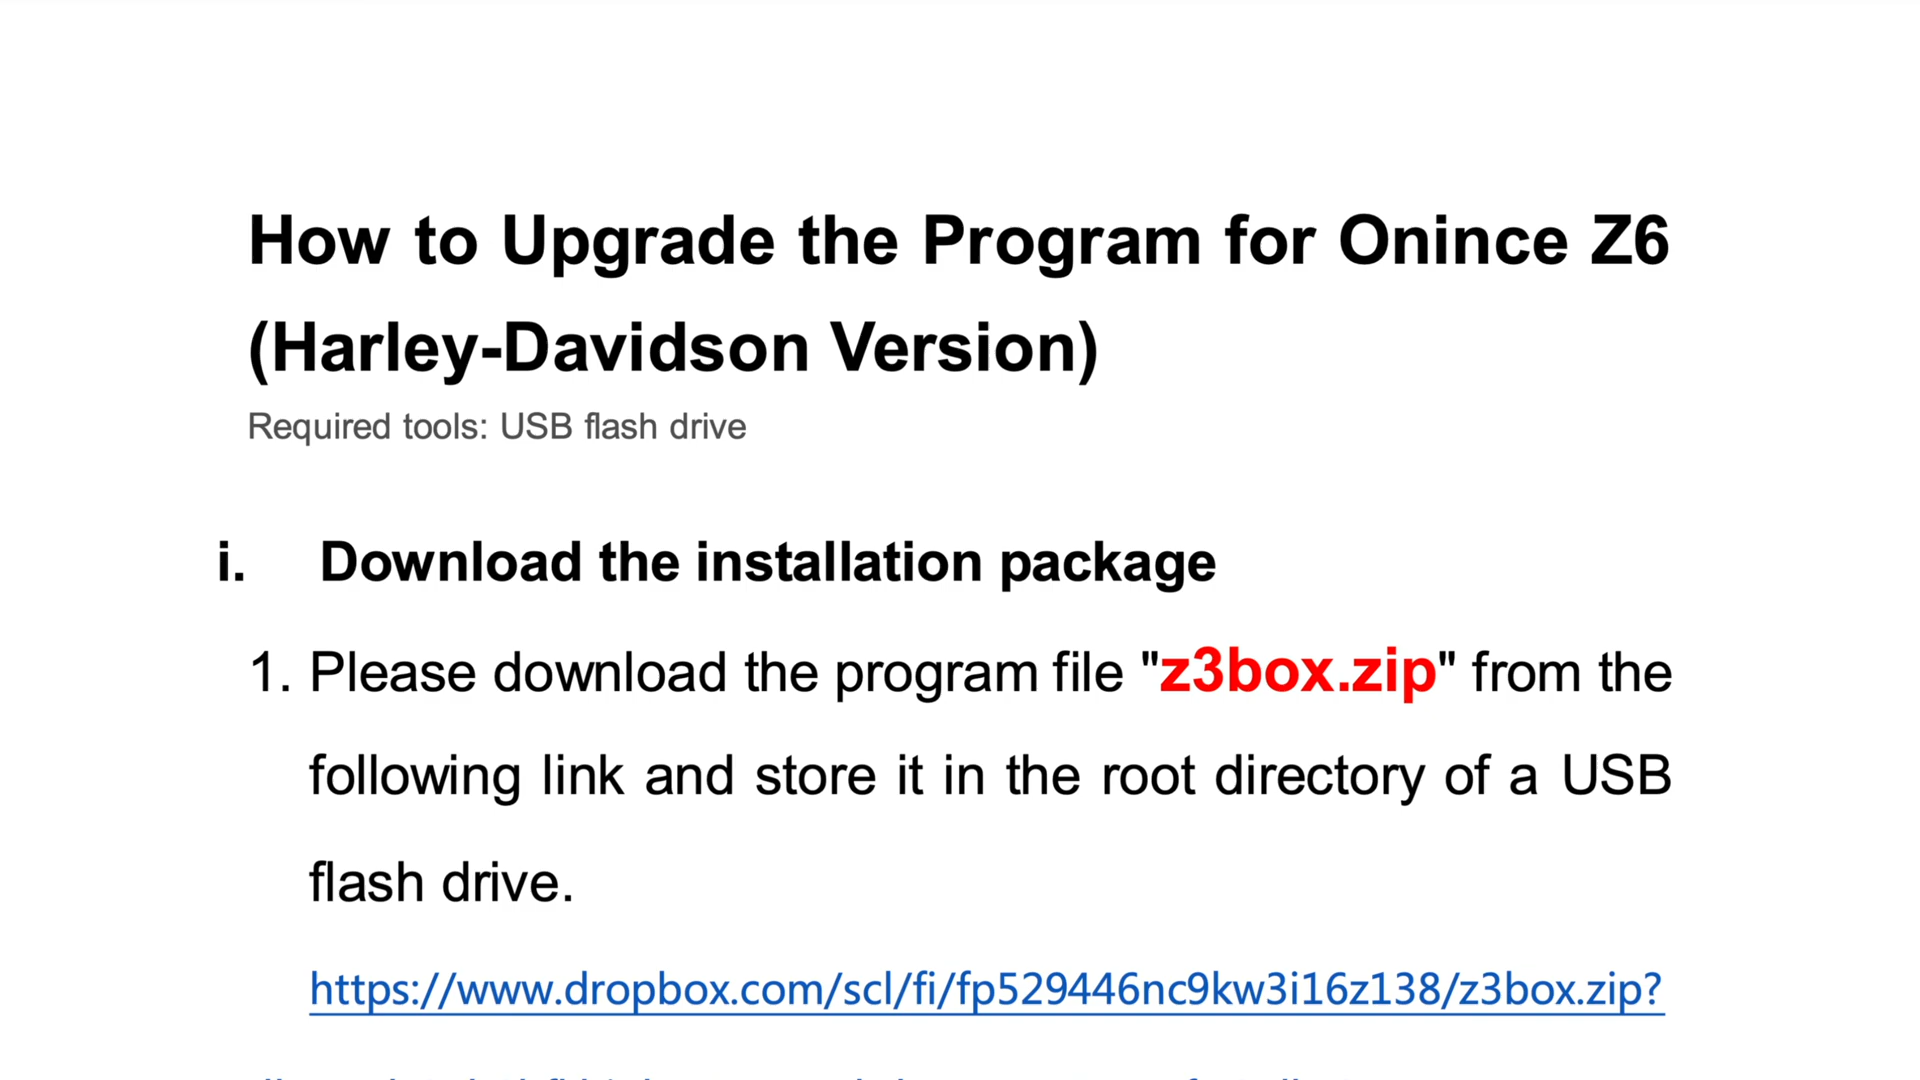 How to Upgrade the Program for Onince Z6
(Harley-Davidson Version)
Required tools: USB flash drive
i. Download the installation package
1. Please download the program file "z3box.zip" from the
following link and store it in the root directory of a USB
flash drive.
https://www.dropbox.com/scl/fi/fp529446nc9kw3i16z138/z3box.zip?